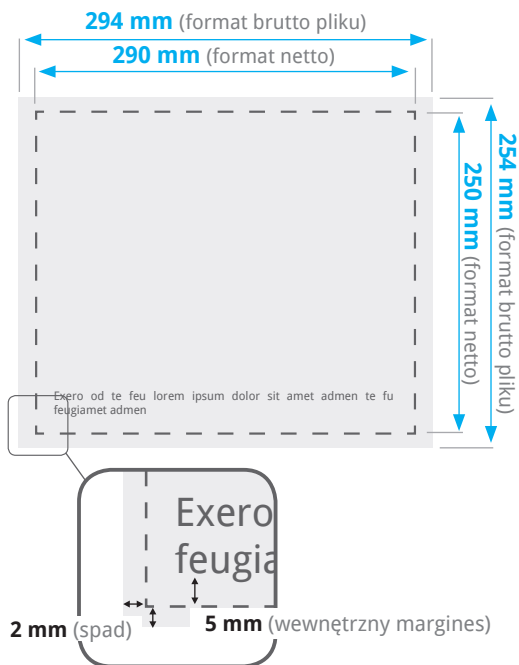 294 mm (format brutto pliku)
290 mm (format netto)
250 mm (format netto)
254 mm (format brutto pliku)
Exero od te feu lorem ipsum dolor sit amet admen te fu
feugiamet admen
Exero
feugia
2 mm (spad)
5 mm (wewnętrzny margines)